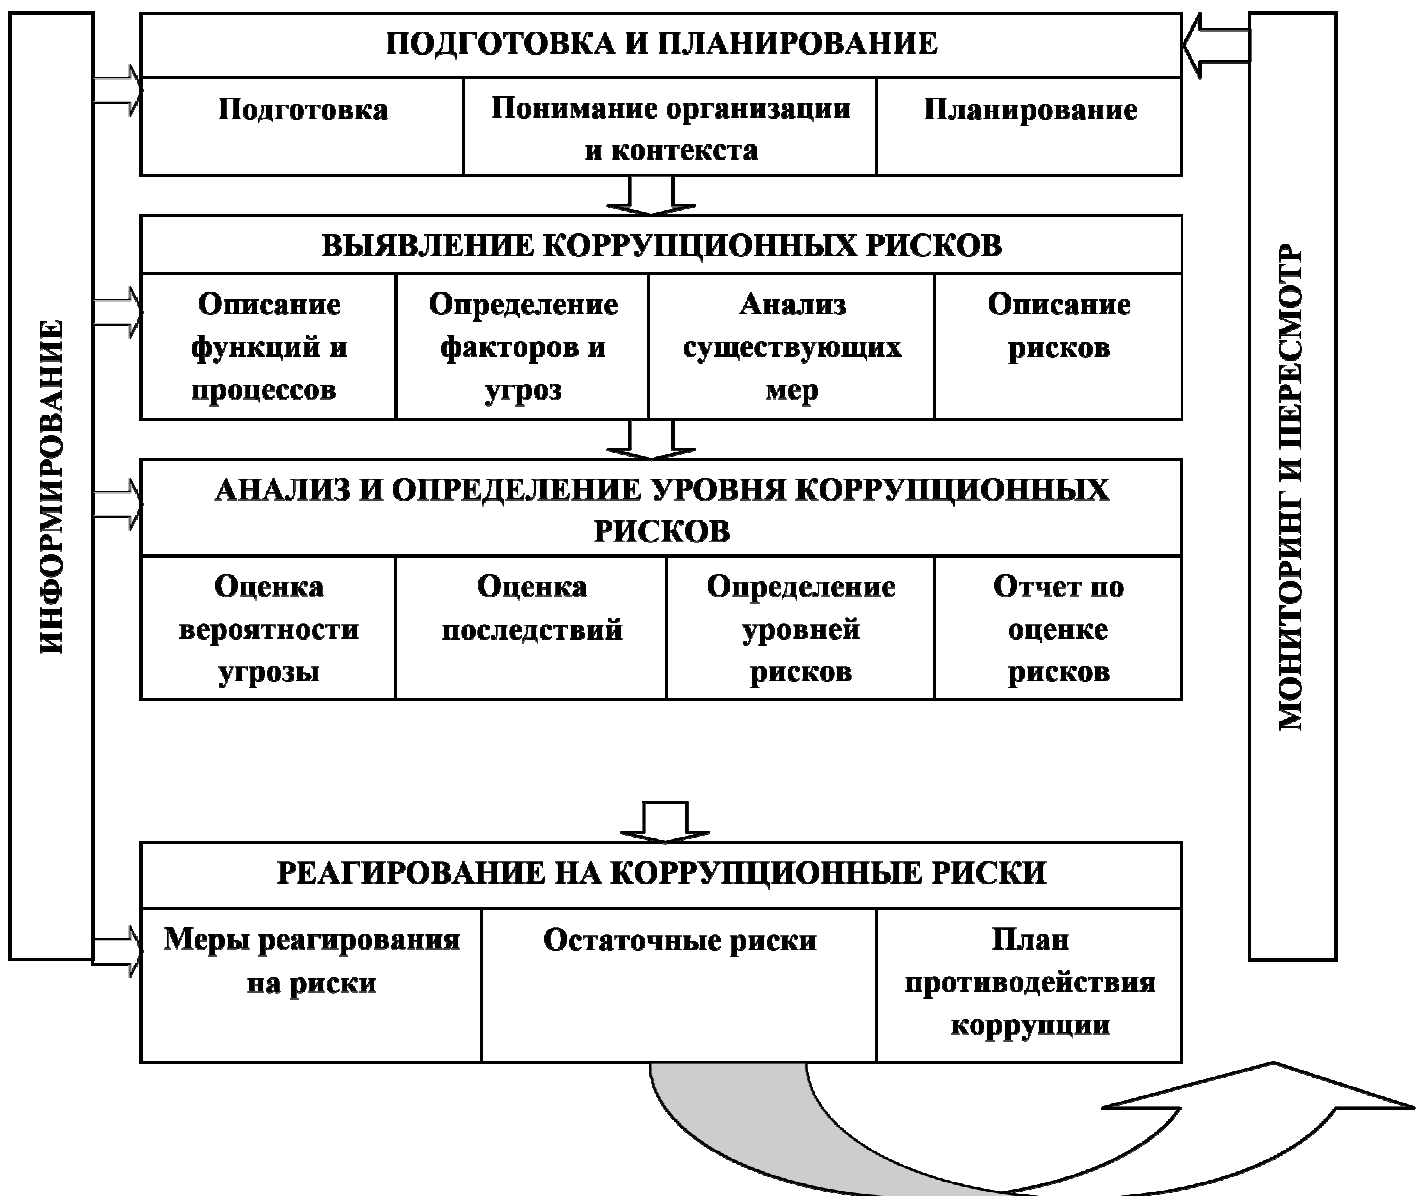 ИНФОРМИРОВАНИЕ
ПОДГОТОВКА И ПЛАНИРОВАНИЕ
Подготовка
Понимание организации
и контекста
Планирование
ВЫЯВЛЕНИЕ КОРРУПЦИОННЫХ РИСКОВ
Описание
функций и
процессов
Определение
факторов и
угроз
Анализ
существующих
мер
Описание
рисков
АНАЛИЗ И ОПРЕДЕЛЕНИЕ УРОВНЯ КОРРУПЦИОННЫХ
РИСКОВ
Оценка
вероятности
угрозы
Оценка
последствий
Определение
уровней
рисков
Отчет по
оценке
рисков
РЕАГИРОВАНИЕ НА КОРРУПЦИОННЫЕ РИСКИ
Меры реагирования
на риски
Остаточные риски
План
противодействия
коррупции
МОНИТОРИНГ И ПЕРЕСМОТР